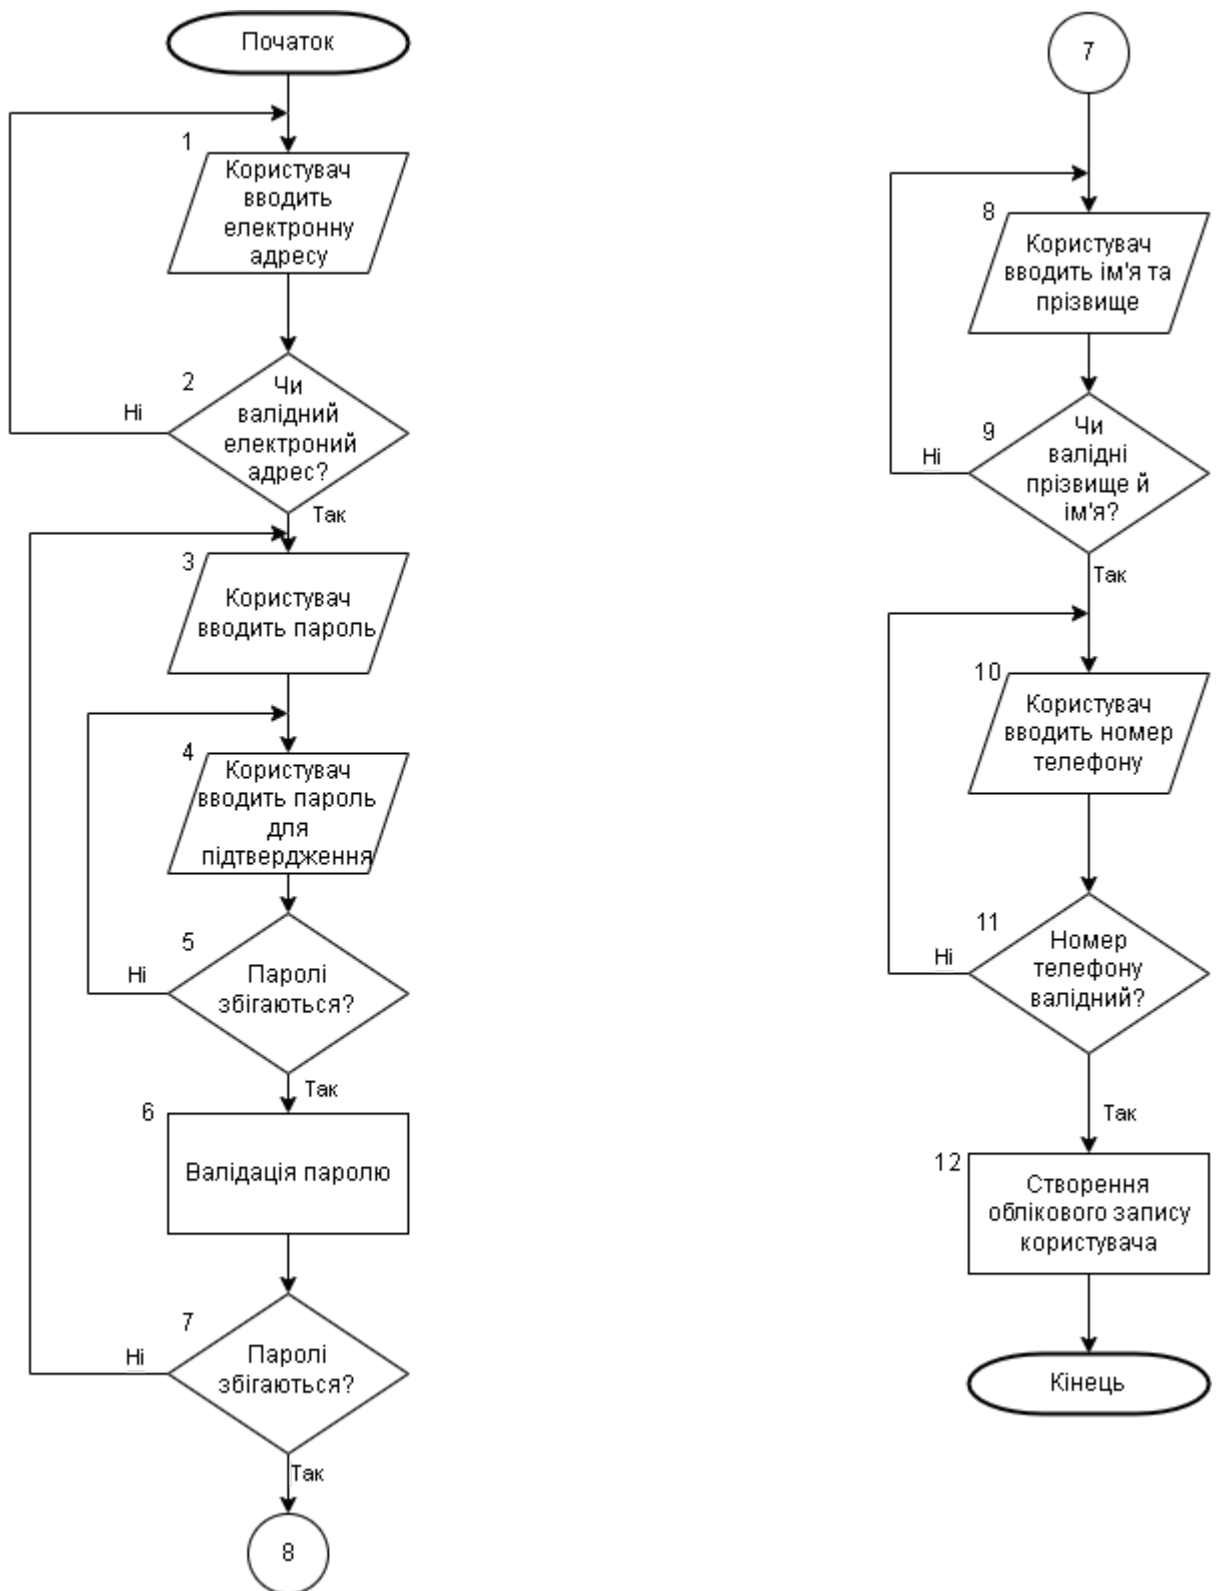 Початок
1
Користувач
вводить
електронну
адресу
2
Чи
валідний
електроний
адрес?
Ні
Так
3
Користувач
вводить пароль
4
Користувач
вводить пароль
для
підтвердження
5
Паролі
збігаються?
Ні
Так
6
Валідація паролю
7
Паролі
збігаються?
Ні
Так
8
7
8
Користувач
вводить ім'я та
прізвище
9
Чи
валідні
прізвище й
ім'я?
Ні
Так
10
Користувач
вводить номер
телефону
11
Номер
телефону
валідний?
Ні
Так
12
Створення
облікового запису
користувача
Кінець